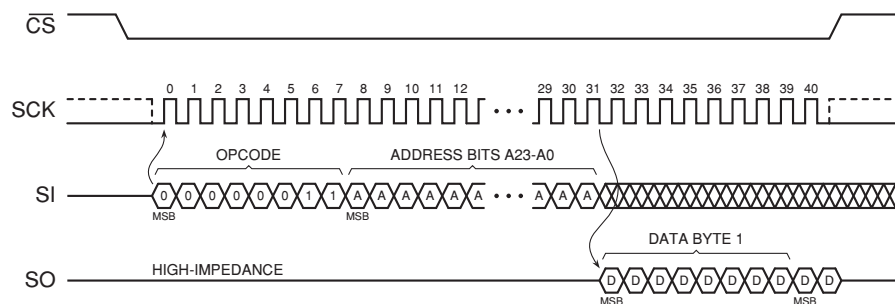 CS
0 1 2 3 4 5 6 7 8 9 10 11 12 29 30 31 32 33 34 35 36 37 38 39 40
SCK
OPCODE ADDRESS BITS A23-A0
SI 0 0 0 0 0 0 1 1 A A A A A A A A A
MSB MSB
DATA BYTE 1
SO HIGH-IMPEDANCE D D D D D D D D D D
MSB MSB